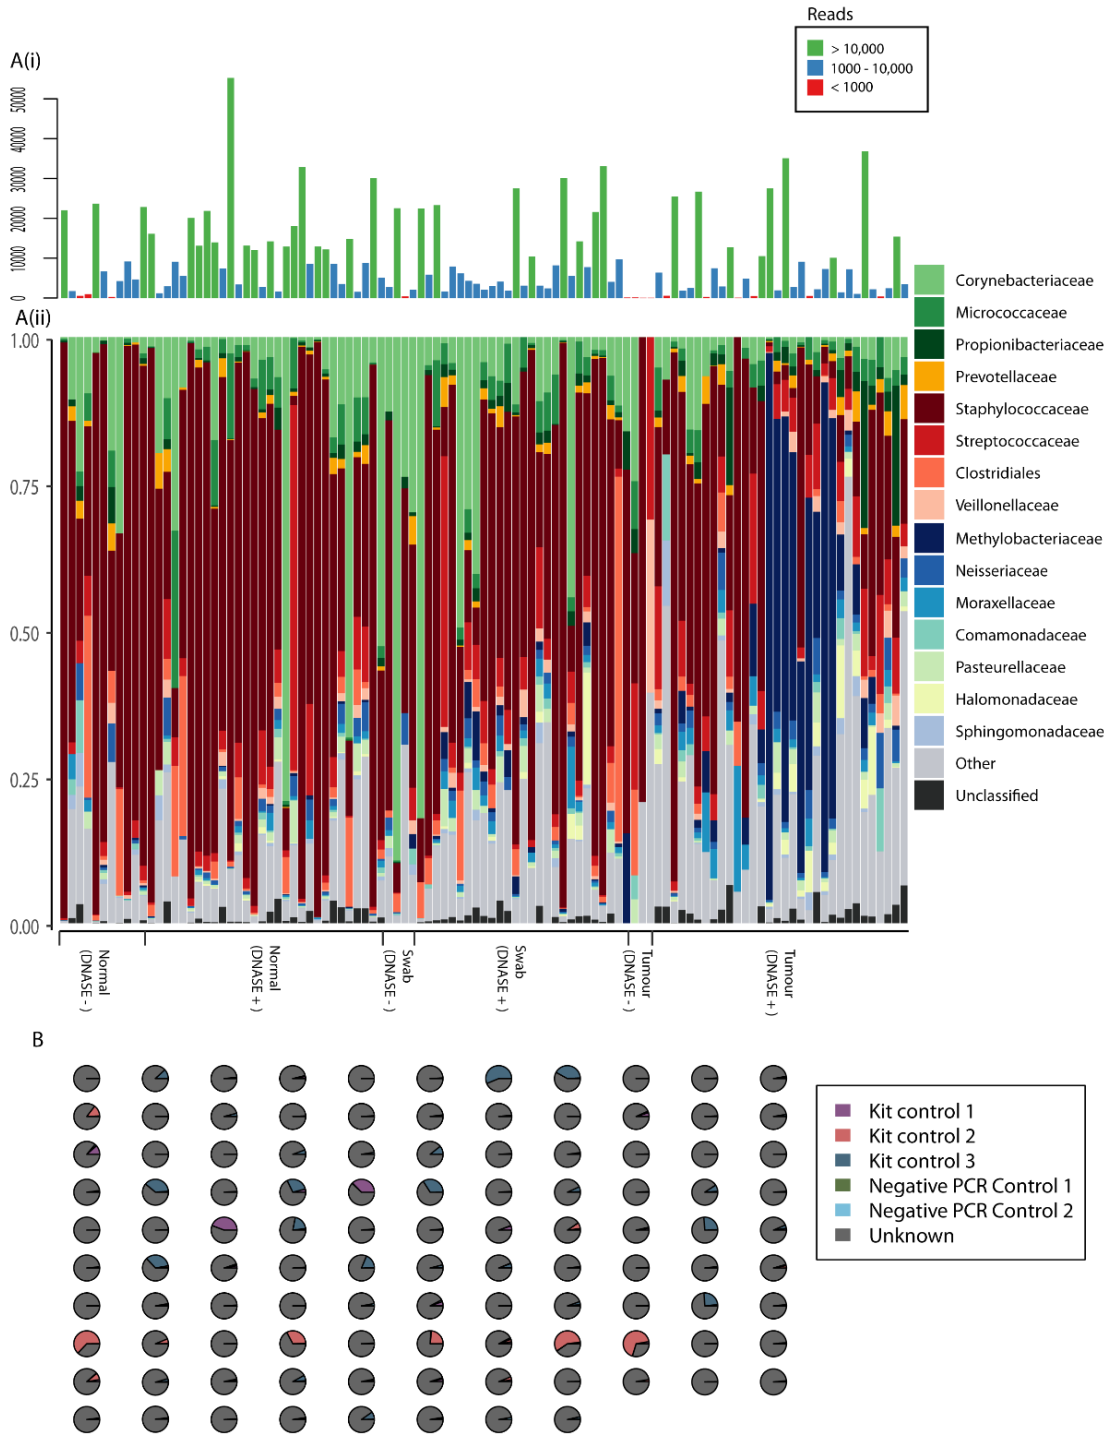 Reads
> 10,000
1000 - 10,000
< 1000
A(i)
50000
40000
30000
20000
10000
0
A(ii)
1.00
0.75
0.50
0.25
0.00
Corynebacteriaceae
Micrococcaceae
Propionibacteriaceae
Prevotellaceae
Staphylococcaceae
Streptococcaceae
Clostridiales
Veillonellaceae
Methylobacteriaceae
Neisseriaceae
Moraxellaceae
Comamonadaceae
Pasteurellaceae
Halomonadaceae
Sphingomonadaceae
Other
Unclassified
Normal
(DNASE - )
Normal
(DNASE + )
Swab
(DNASE - )
Swab
(DNASE + )
Tumour
(DNASE - )
Tumour
(DNASE + )
B
Kit control 1
Kit control 2
Kit control 3
Negative PCR Control 1
Negative PCR Control 2
Unknown